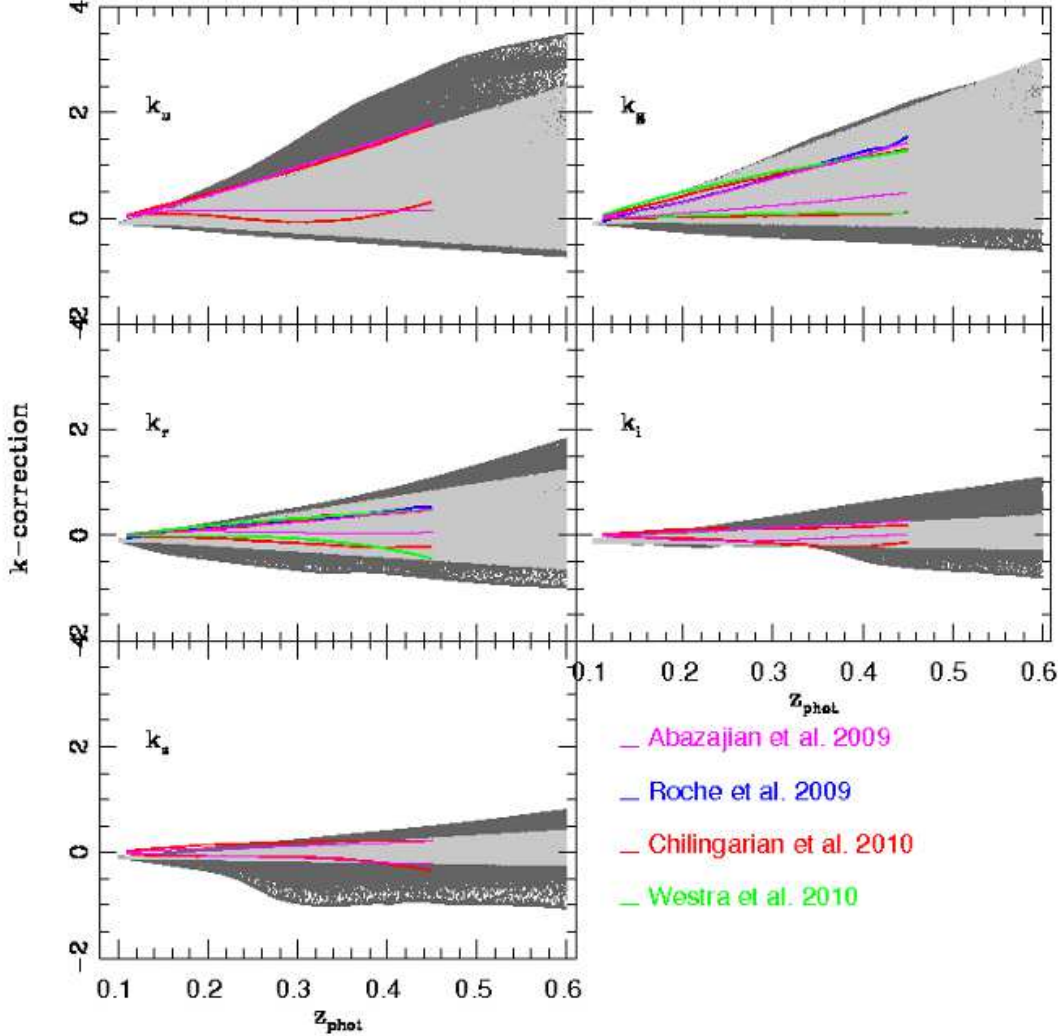 4
2
0
k_u
k_g
42
2
0
k_r
k_i
k-correction
42
2
0
-2
k_z
0.1 0.2 0.3 0.4 0.5 0.6
z_phot
0.1 0.2 0.3 0.4 0.5 0.6
z_phot
Abazajian et al. 2009
Roche et al. 2009
Chilingarian et al. 2010
Westra et al. 2010